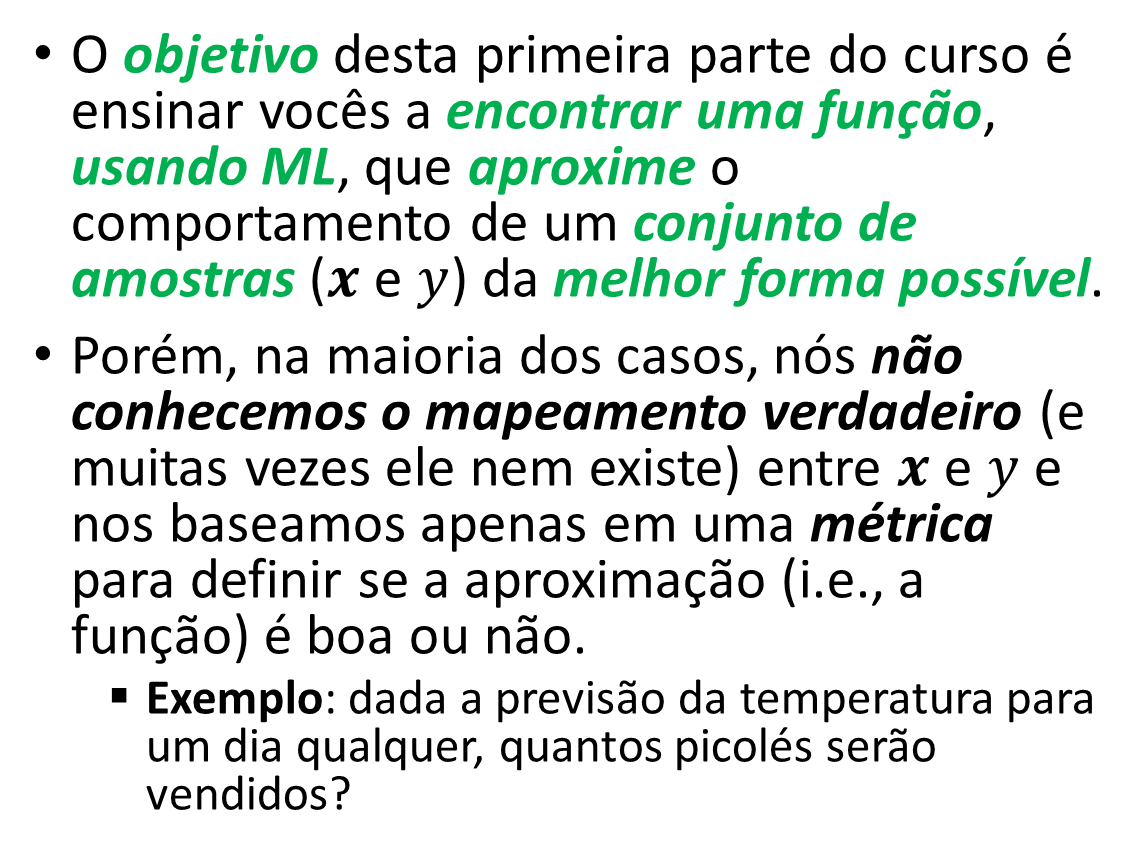 • O objetivo desta primeira parte do curso é
ensinar vocês a encontrar uma função,
usando ML, que aproxime o
comportamento de um conjunto de
amostras (𝒙 e 𝑦) da melhor forma possível.
• Porém, na maioria dos casos, nós não
conhecemos o mapeamento verdadeiro (e
muitas vezes ele nem existe) entre 𝒙 e 𝑦 e
nos baseamos apenas em uma métrica
para definir se a aproximação (i.e., a
função) é boa ou não.
▪ Exemplo: dada a previsão da temperatura para
um dia qualquer, quantos picolés serão
vendidos?